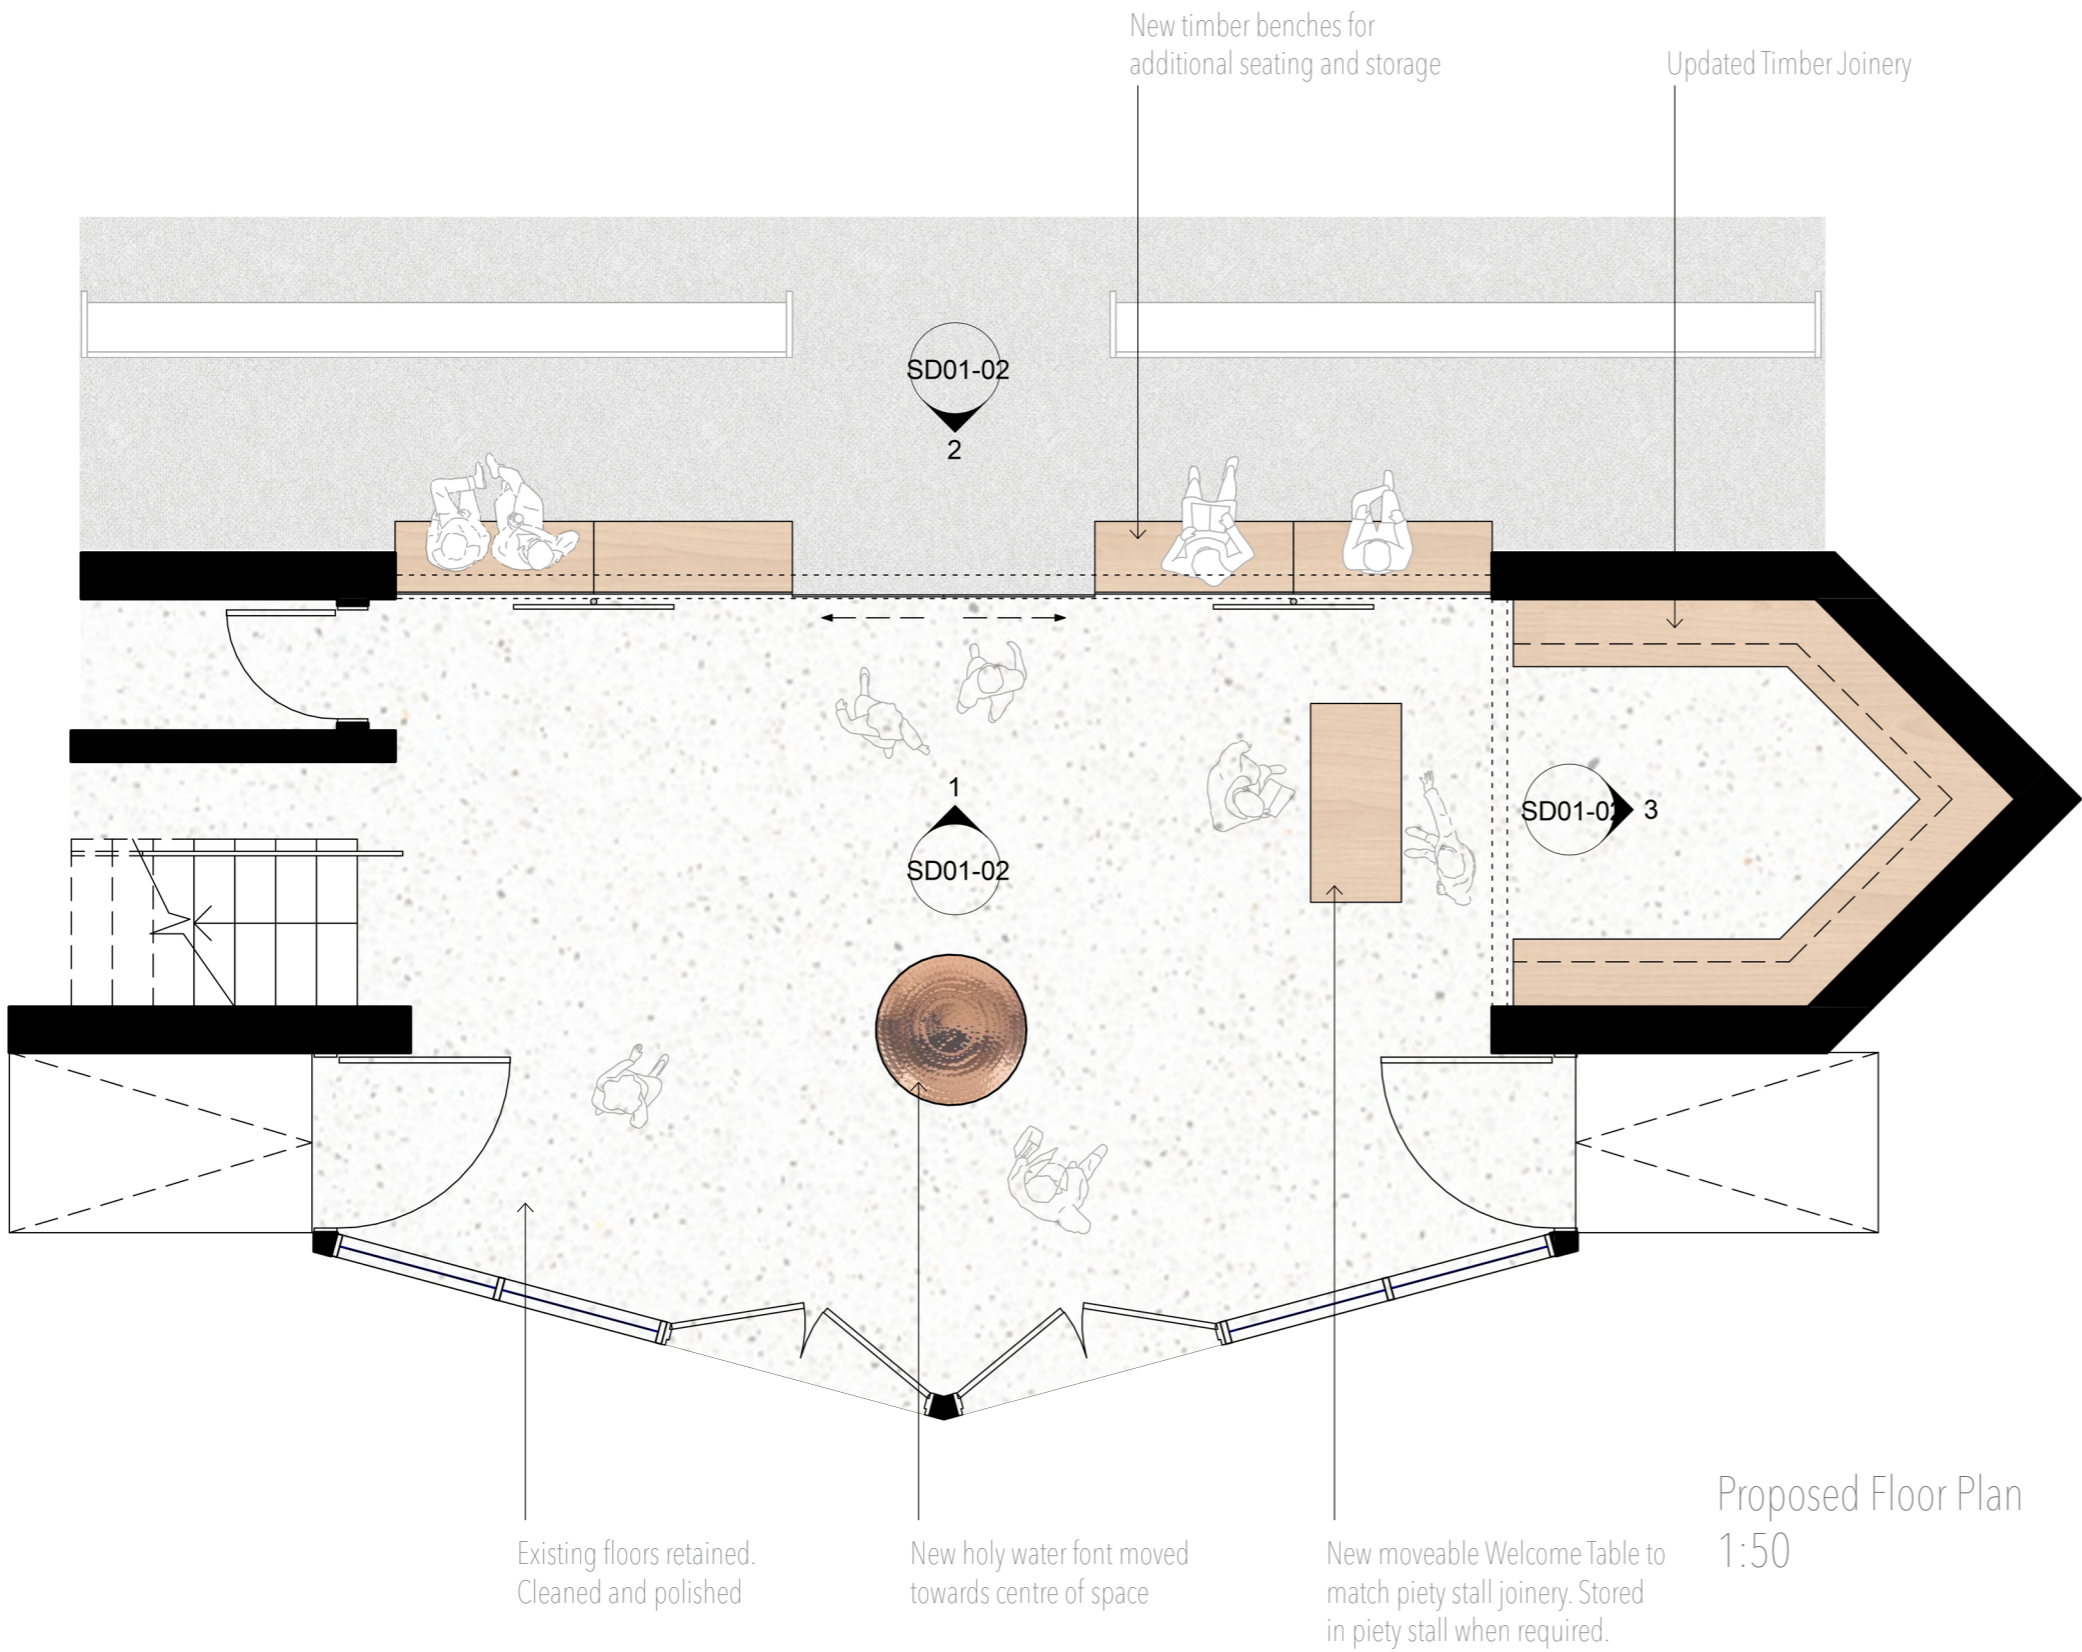 New timber benches for
additional seating and storage
Updated Timber Joinery
SD01-02
2
1
SD01-02
SD01-02
3
Existing floors retained.
Cleaned and polished
New holy water font moved
towards centre of space
New moveable Welcome Table to
match piety stall joinery. Stored
in piety stall when required.
Proposed Floor Plan
1:50